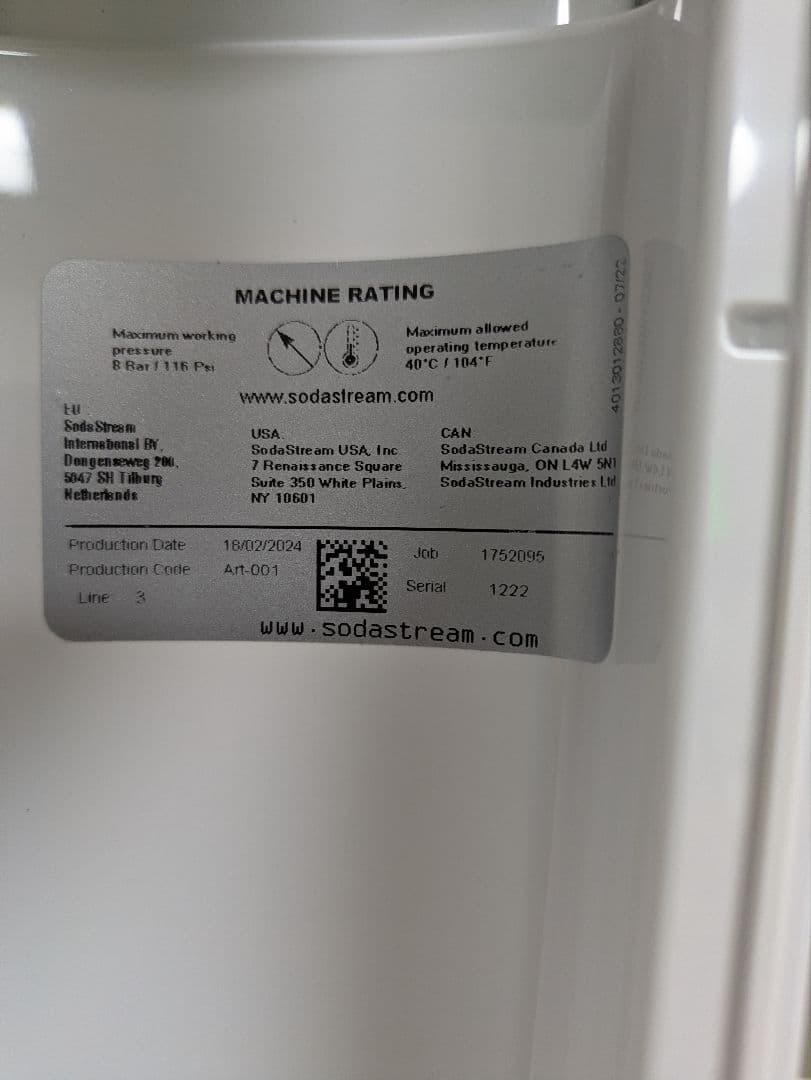 MACHINE RATING
Maximum working
pressure
8 Bar / 116 Psi
Maximum allowed
operating temperature
40°C / 104°F
www.sodastream.com
EU
SodaStream
International BV,
Dongenseweg 200,
5047 SH Tilburg
Netherlands
USA
SodaStream USA, Inc
7 Renaissance Square
Suite 350 White Plains,
NY 10601
CAN
SodaStream Canada Ltd
Mississauga, ON L4W 5N1
SodaStream Industries Ltd
4013012880 - 07/22
Production Date 18/02/2024
Production Code Art-001
Line 3
Job 1752095
Serial 1222
www.sodastream.com